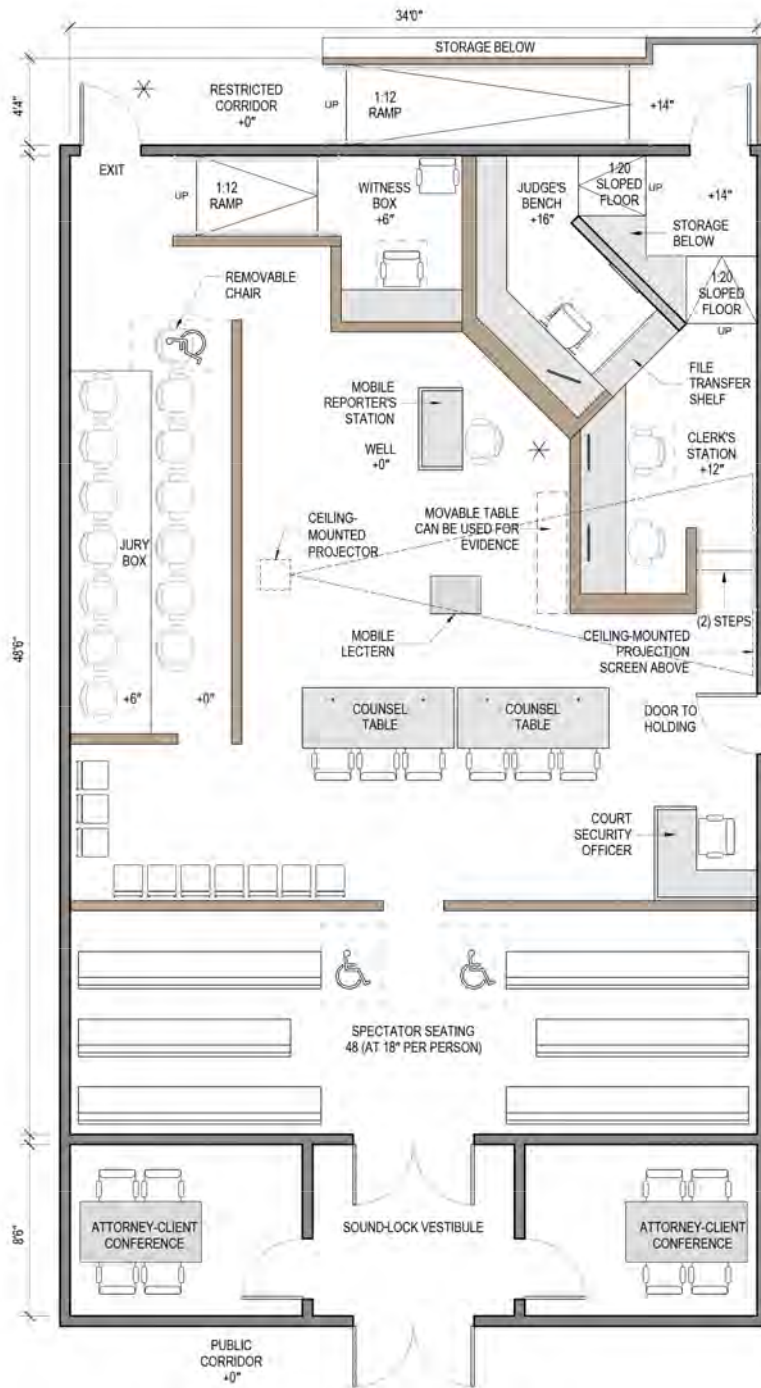 34'0"
STORAGE BELOW
4'4"
RESTRICTED
CORRIDOR
+0"
UP
1:12
RAMP
+14"
EXIT
UP
1:12
RAMP
WITNESS
BOX
+6"
JUDGE'S
BENCH
+16"
1:20
SLOPED
FLOOR
UP
+14"
STORAGE
BELOW
1:20
SLOPED
FLOOR
UP
REMOVABLE
CHAIR
FILE
TRANSFER
SHELF
MOBILE
REPORTER'S
STATION
WELL
+0"
CLERK'S
STATION
+12"
CEILING-
MOUNTED
PROJECTOR
MOVABLE TABLE
CAN BE USED FOR
EVIDENCE
JURY
BOX
48'6"
MOBILE
LECTERN
(2) STEPS
CEILING-MOUNTED
PROJECTION
SCREEN ABOVE
+6"
+0"
COUNSEL
TABLE
COUNSEL
TABLE
DOOR TO
HOLDING
COURT
SECURITY
OFFICER
SPECTATOR SEATING
48 (AT 18" PER PERSON)
8'6"
ATTORNEY-CLIENT
CONFERENCE
SOUND-LOCK VESTIBULE
ATTORNEY-CLIENT
CONFERENCE
PUBLIC
CORRIDOR
+0"